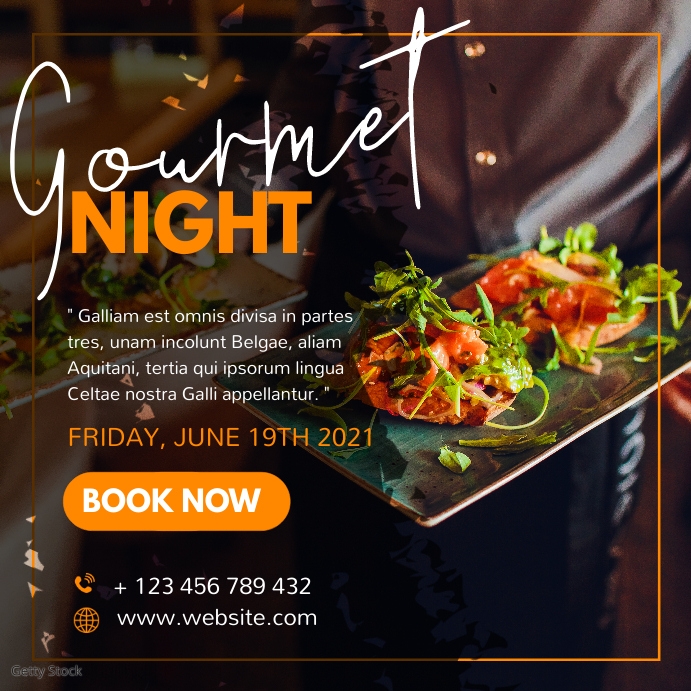 Gourmet
NIGHT
" Galliam est omnis divisa in partes
tres, unam incolunt Belgae, aliam
Aquitani, tertia qui ipsorum lingua
Celtae nostra Galli appellantur. "
FRIDAY, JUNE 19TH 2021
BOOK NOW
+ 123 456 789 432
www.website.com
Getty Stock